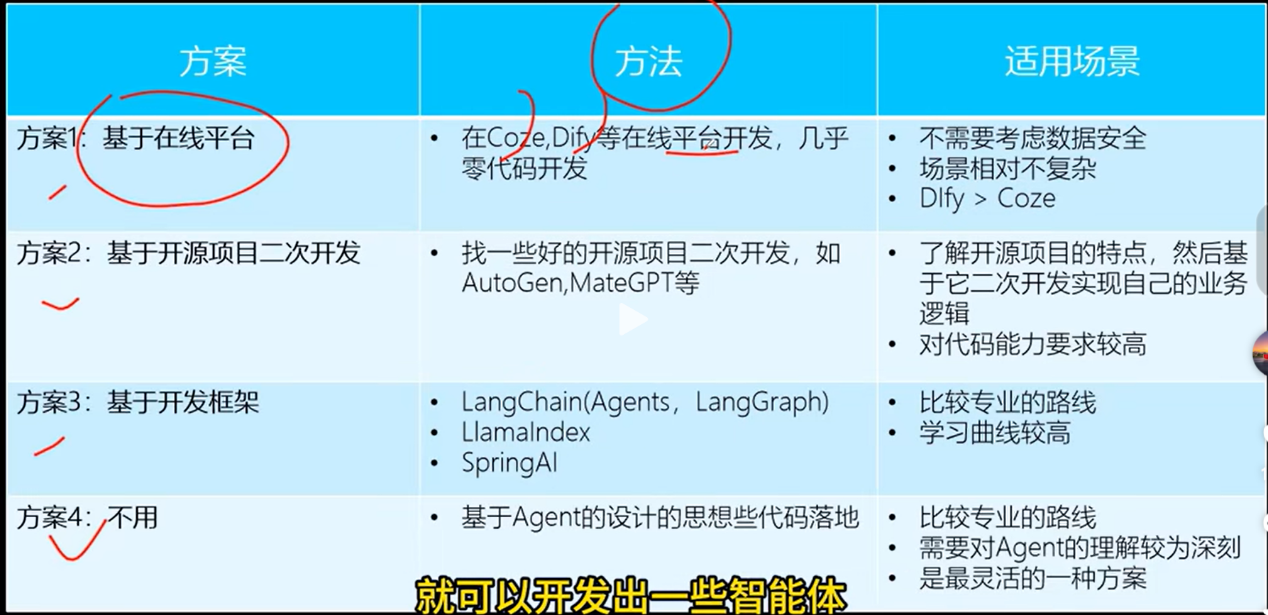 方案
方法
适用场景
方案1：基于在线平台
在Coze,Dify等在线平台开发，几乎
零代码开发
不需要考虑数据安全
场景相对不复杂
DIfy > Coze
方案2：基于开源项目二次开发
找一些好的开源项目二次开发，如
AutoGen,MateGPT等
了解开源项目的特点，然后基
于它二次开发实现自己的业务
逻辑
对代码能力要求较高
方案3：基于开发框架
LangChain(Agents，LangGraph)
LlamaIndex
SpringAI
比较专业的路线
学习曲线较高
方案4：不用
基于Agent的设计的思想些代码落地
比较专业的路线
需要对Agent的理解较为深刻
是最灵活的一种方案
就可以开发出一些智能体